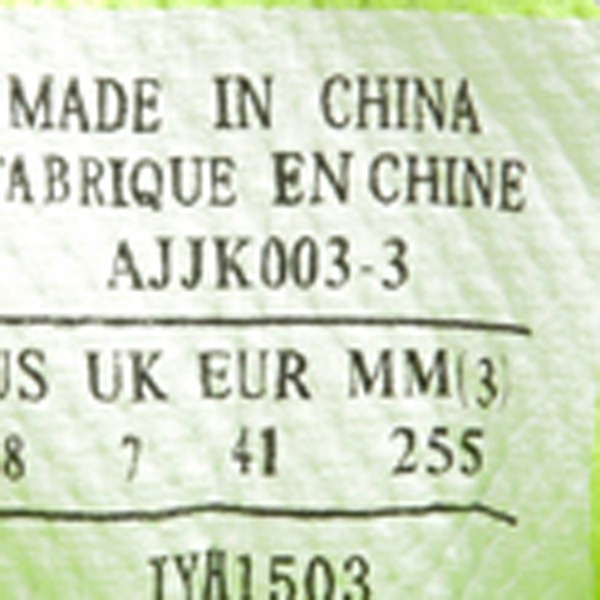 MADE IN CHINA
FABRIQUE EN CHINE
AJJK003-3
US UK EUR MM(3)
8 7 41 255